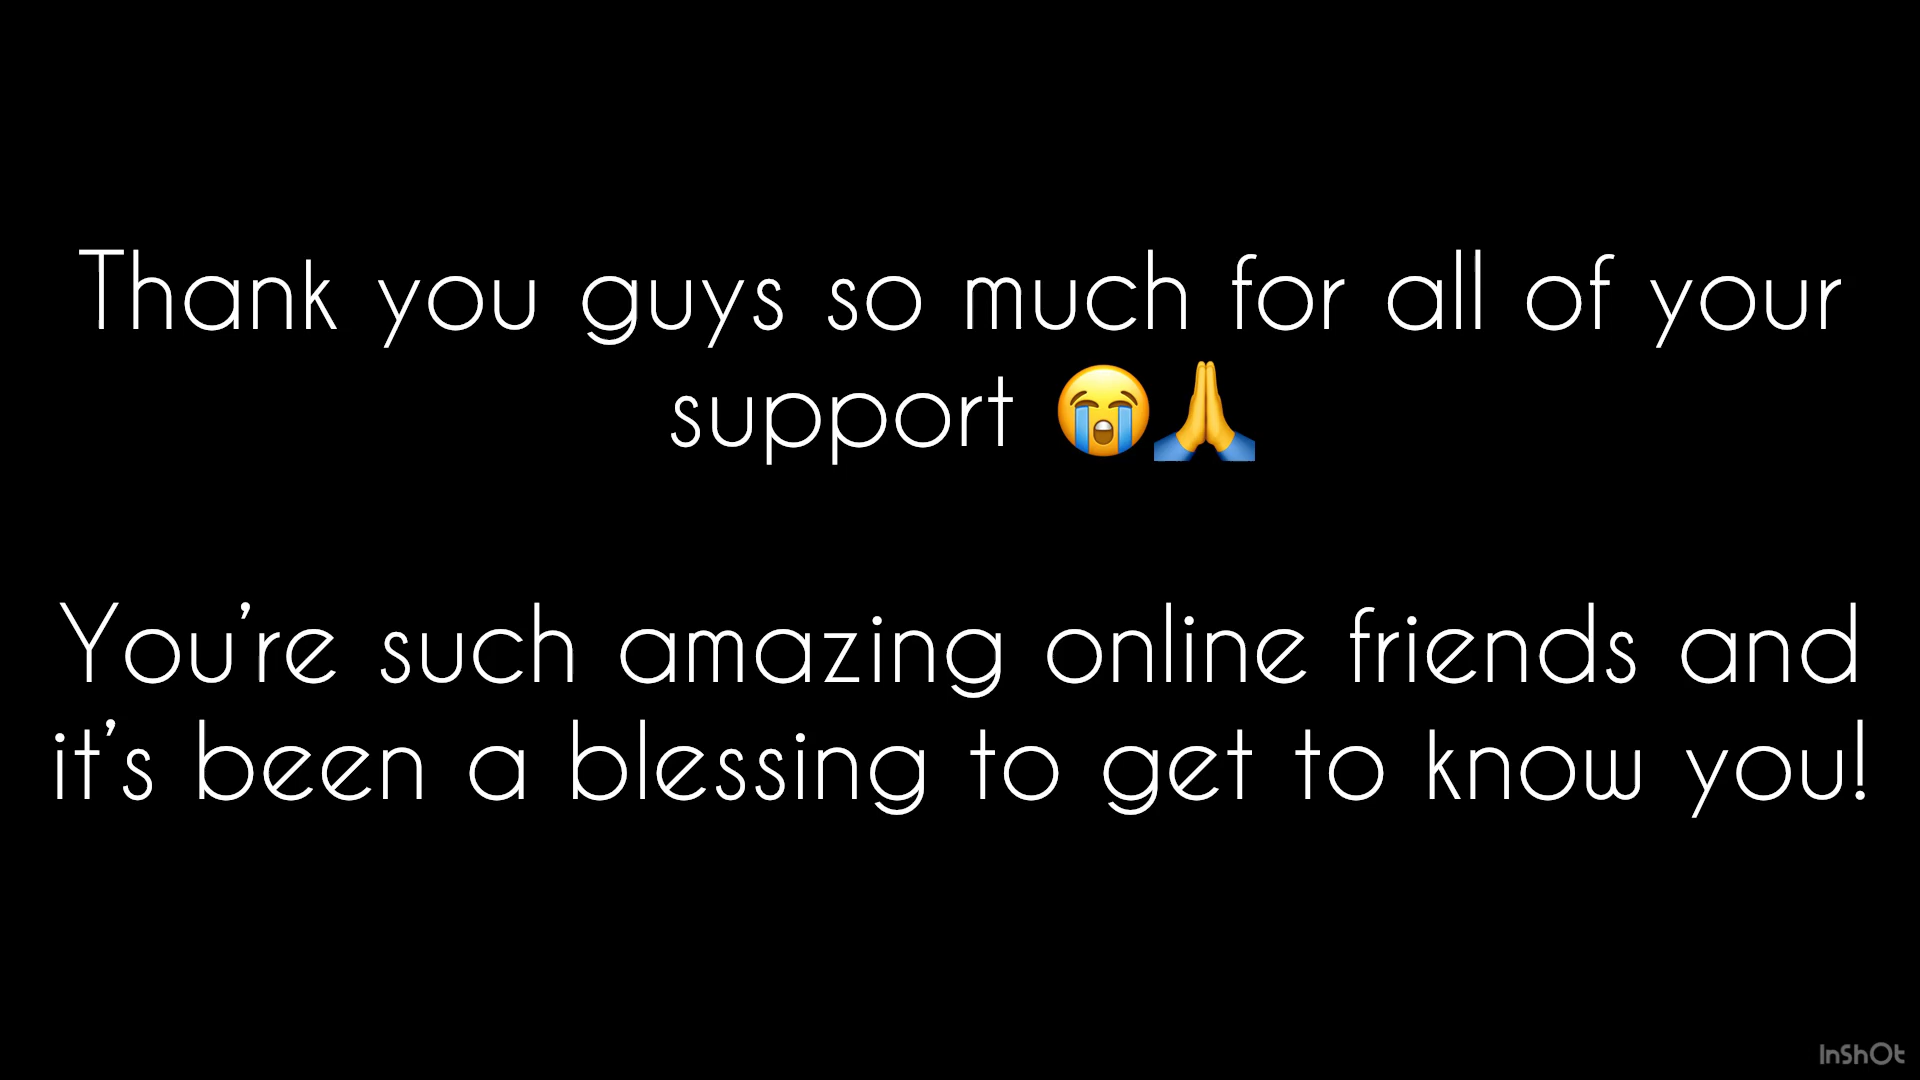 Thank you guys so much for all of your
support 😭🙏
You’re such amazing online friends and
it’s been a blessing to get to know you!
InShOt